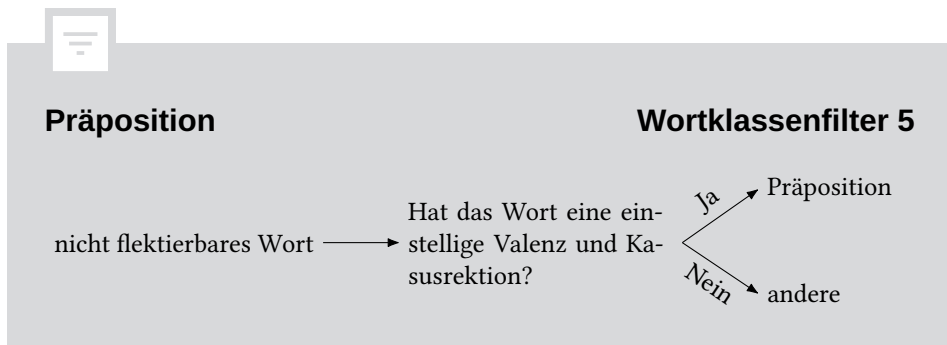 Präposition
Wortklassenfilter 5
nicht flektierbares Wort
Hat das Wort eine ein-
stellige Valenz und Ka-
susrektion?
Ja
Präposition
Nein
andere